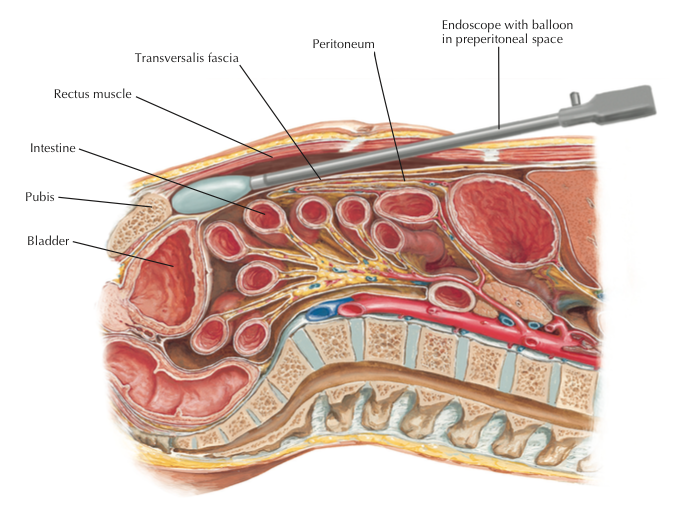 Endoscope with balloon
in preperitoneal space
Peritoneum
Transversalis fascia
Rectus muscle
Intestine
Pubis
Bladder